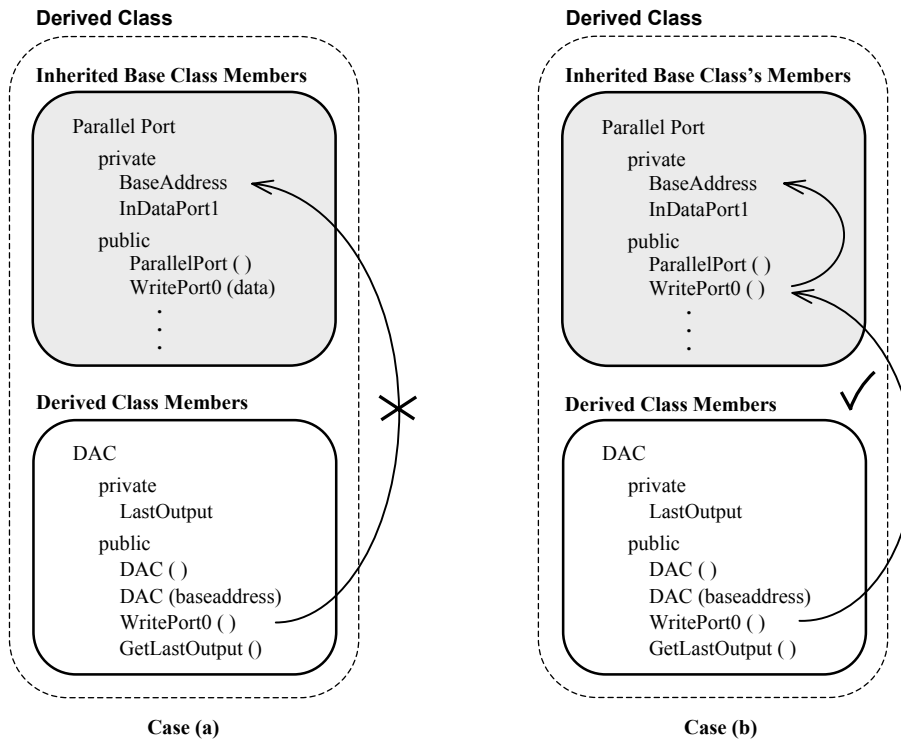 Derived Class
Inherited Base Class Members
Parallel Port
private
BaseAddress
InDataPort1
public
ParallelPort ( )
WritePort0 (data)
.
.
.
Derived Class Members
DAC
private
LastOutput
public
DAC ( )
DAC (baseaddress)
WritePort0 ( )
GetLastOutput ()
Case (a)
Derived Class
Inherited Base Class's Members
Parallel Port
private
BaseAddress
InDataPort1
public
ParallelPort ( )
WritePort0 ( )
.
.
.
Derived Class Members
DAC
private
LastOutput
public
DAC ( )
DAC (baseaddress)
WritePort0 ( )
GetLastOutput ( )
Case (b)